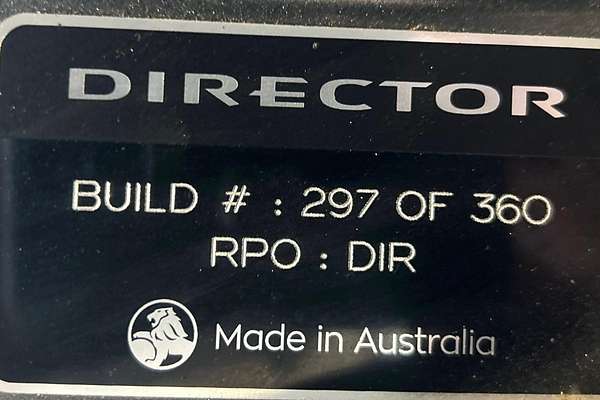 DIRECTOR
BUILD # : 297 OF 360
RPO : DIR
Made in Australia